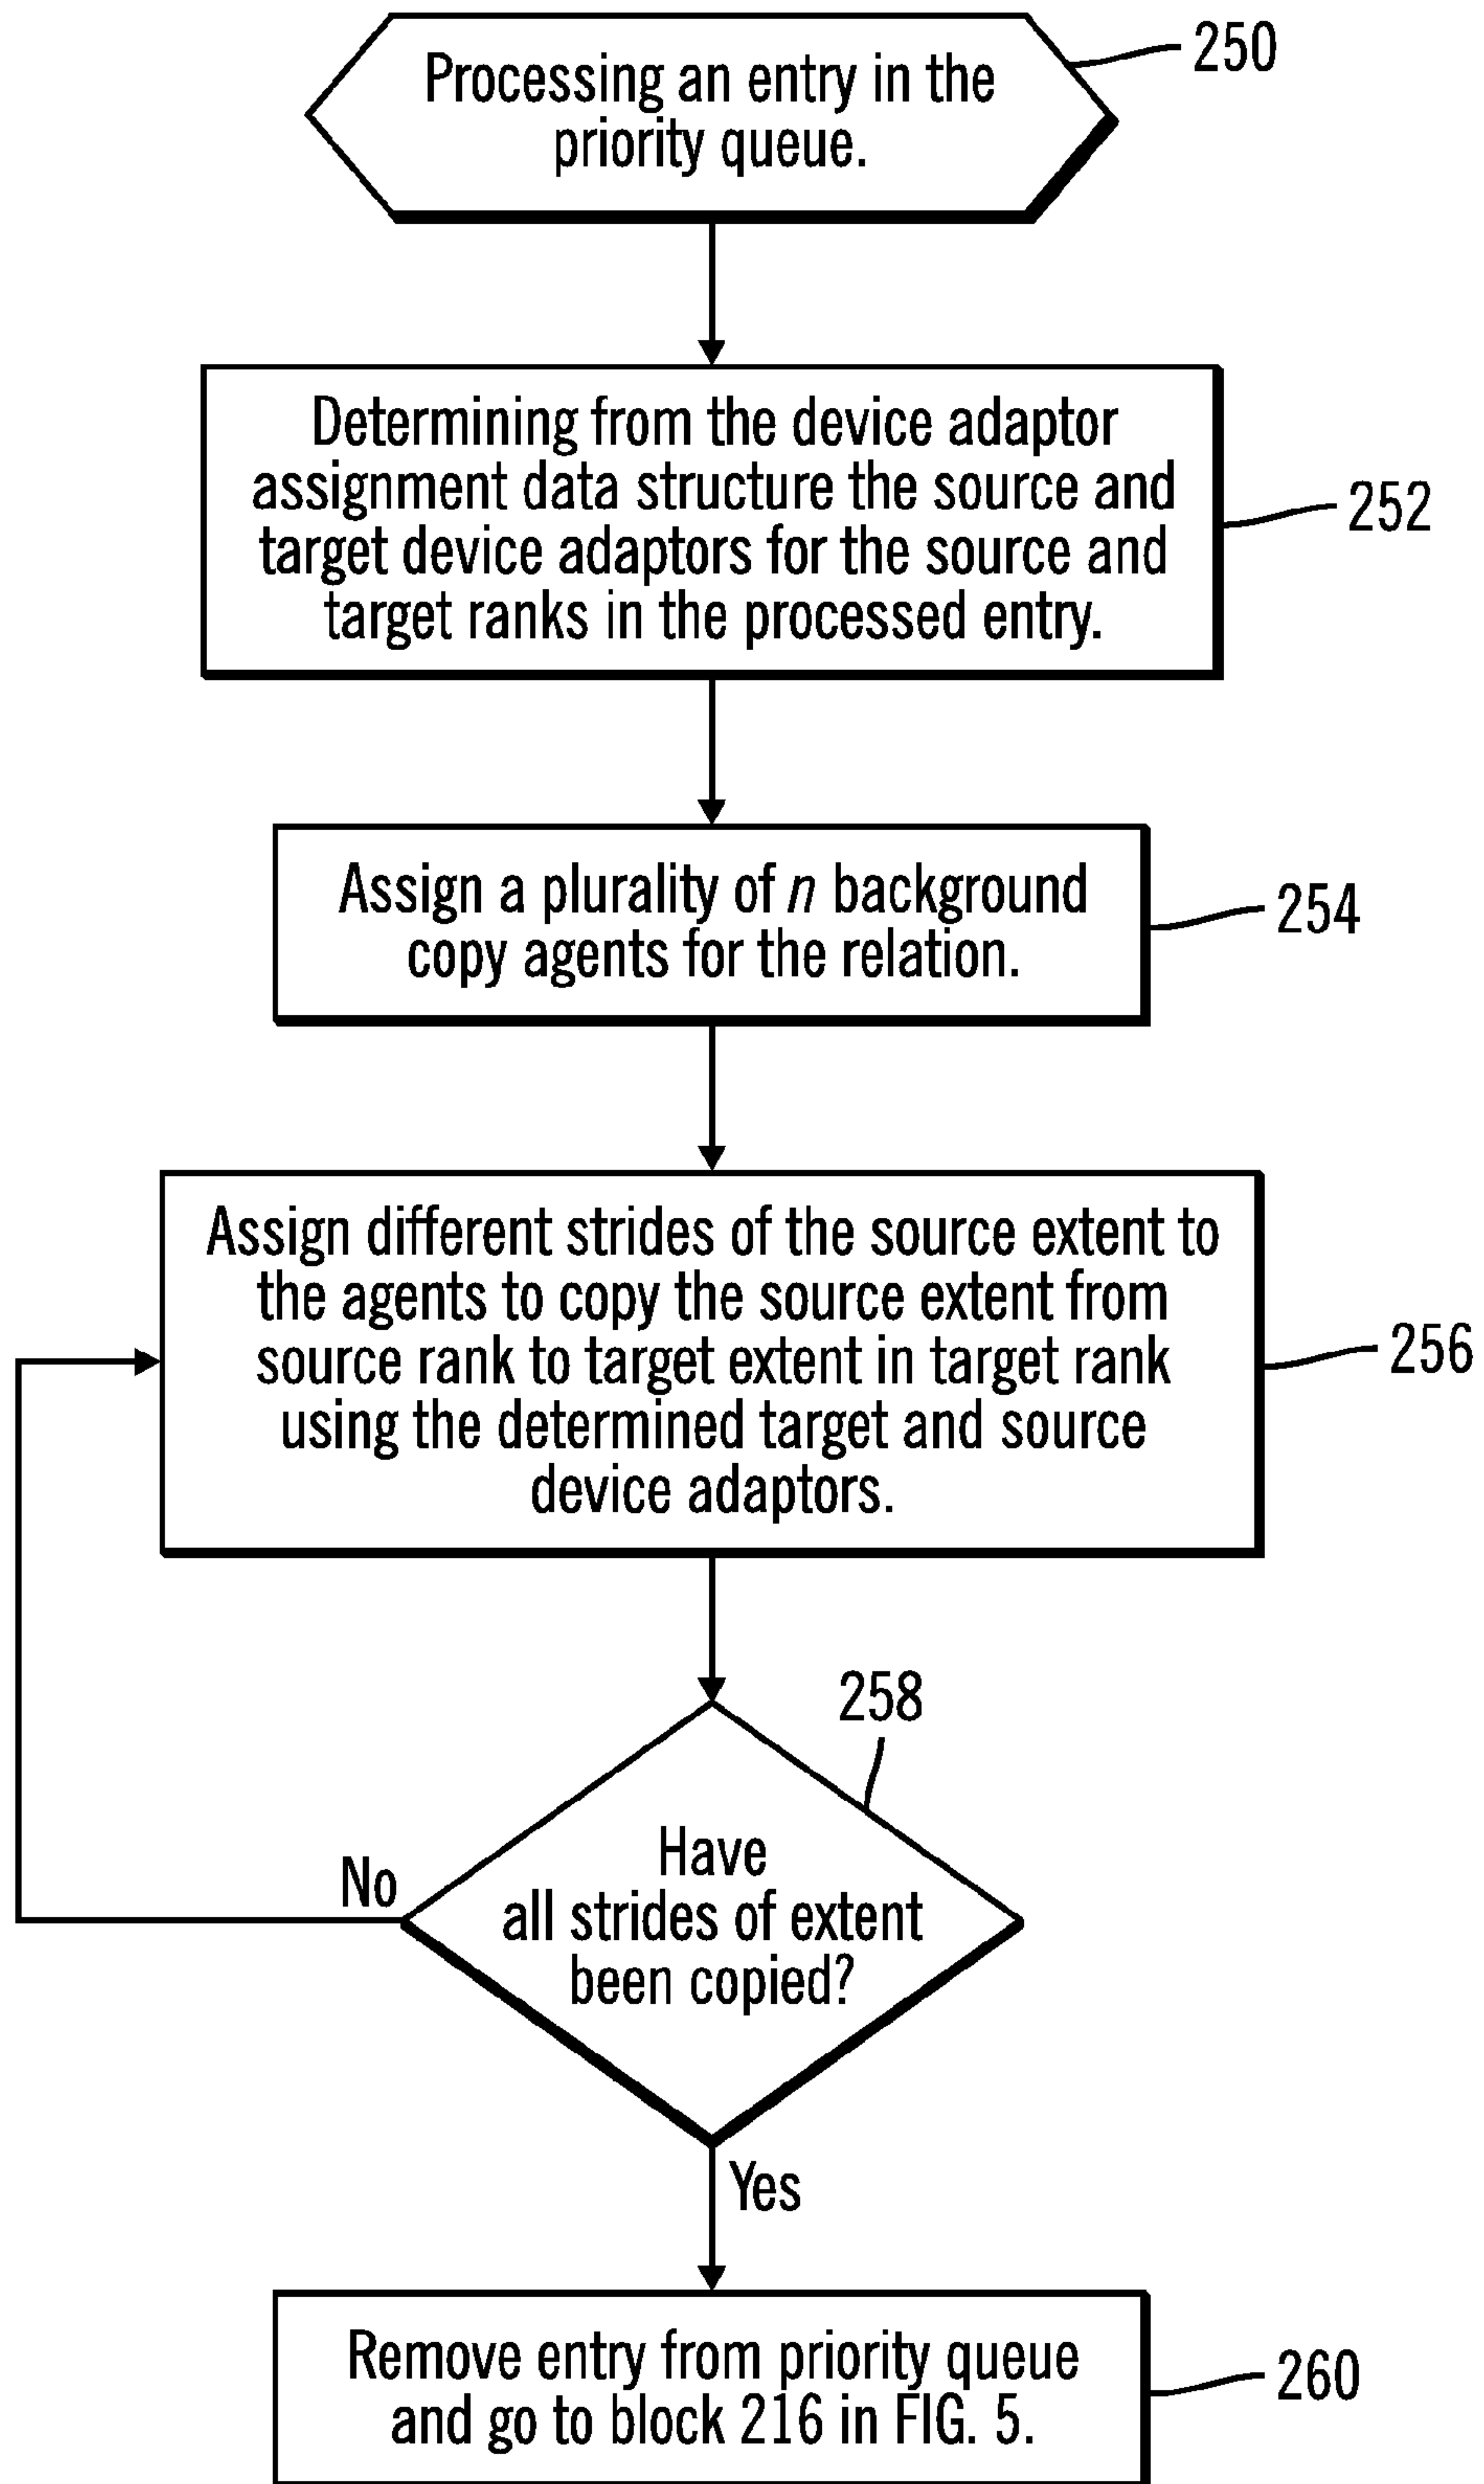 Processing an entry in the
priority queue.
250
Determining from the device adaptor
assignment data structure the source and
target device adaptors for the source and
target ranks in the processed entry.
252
Assign a plurality of n background
copy agents for the relation.
254
Assign different strides of the source extent to
the agents to copy the source extent from
source rank to target extent in target rank
using the determined target and source
device adaptors.
256
258
Have
all strides of extent
been copied?
No
Yes
Remove entry from priority queue
and go to block 216 in FIG. 5.
260